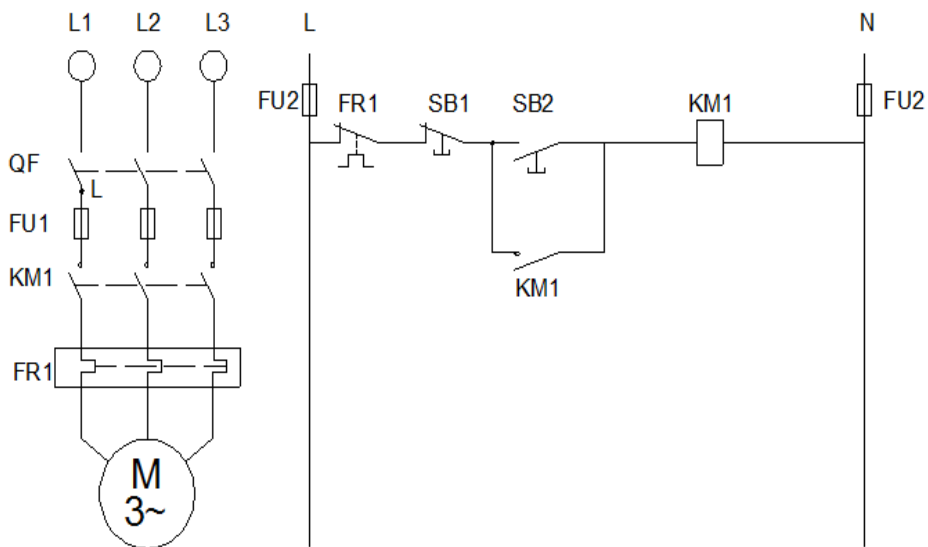 L1 L2 L3 L N
FU2 FR1 SB1 SB2 KM1 FU2
QF
L
FU1
KM1 KM1
FR1
M
3~